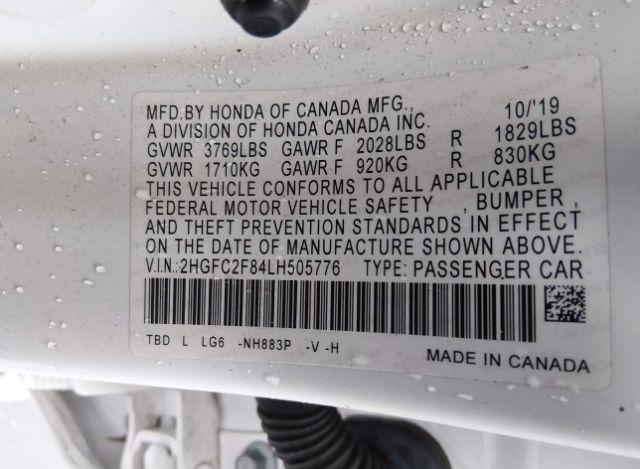 MFD.BY HONDA OF CANADA MFG., 10/'19
A DIVISION OF HONDA CANADA INC.
GVWR 3769LBS GAWR F 2028LBS R 1829LBS
GVWR 1710KG GAWR F 920KG R 830KG
THIS VEHICLE CONFORMS TO ALL APPLICABLE
FEDERAL MOTOR VEHICLE SAFETY , BUMPER ,
AND THEFT PREVENTION STANDARDS IN EFFECT
ON THE DATE OF MANUFACTURE SHOWN ABOVE.
V.I.N.:2HGFC2F84LH505776 TYPE: PASSENGER CAR
TBD L LG6 -NH883P -V -H
MADE IN CANADA